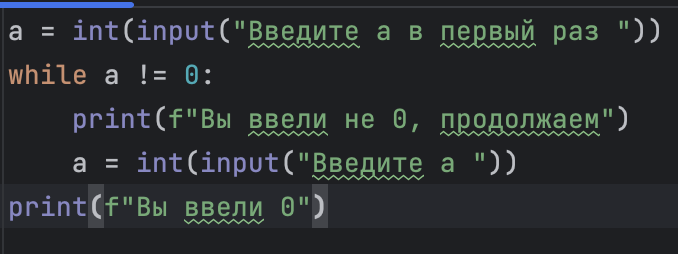 a = int(input("Введите а в первый раз "))
while a != 0:
    print(f"Вы ввели не 0, продолжаем")
    a = int(input("Введите а "))
print(f"Вы ввели 0")